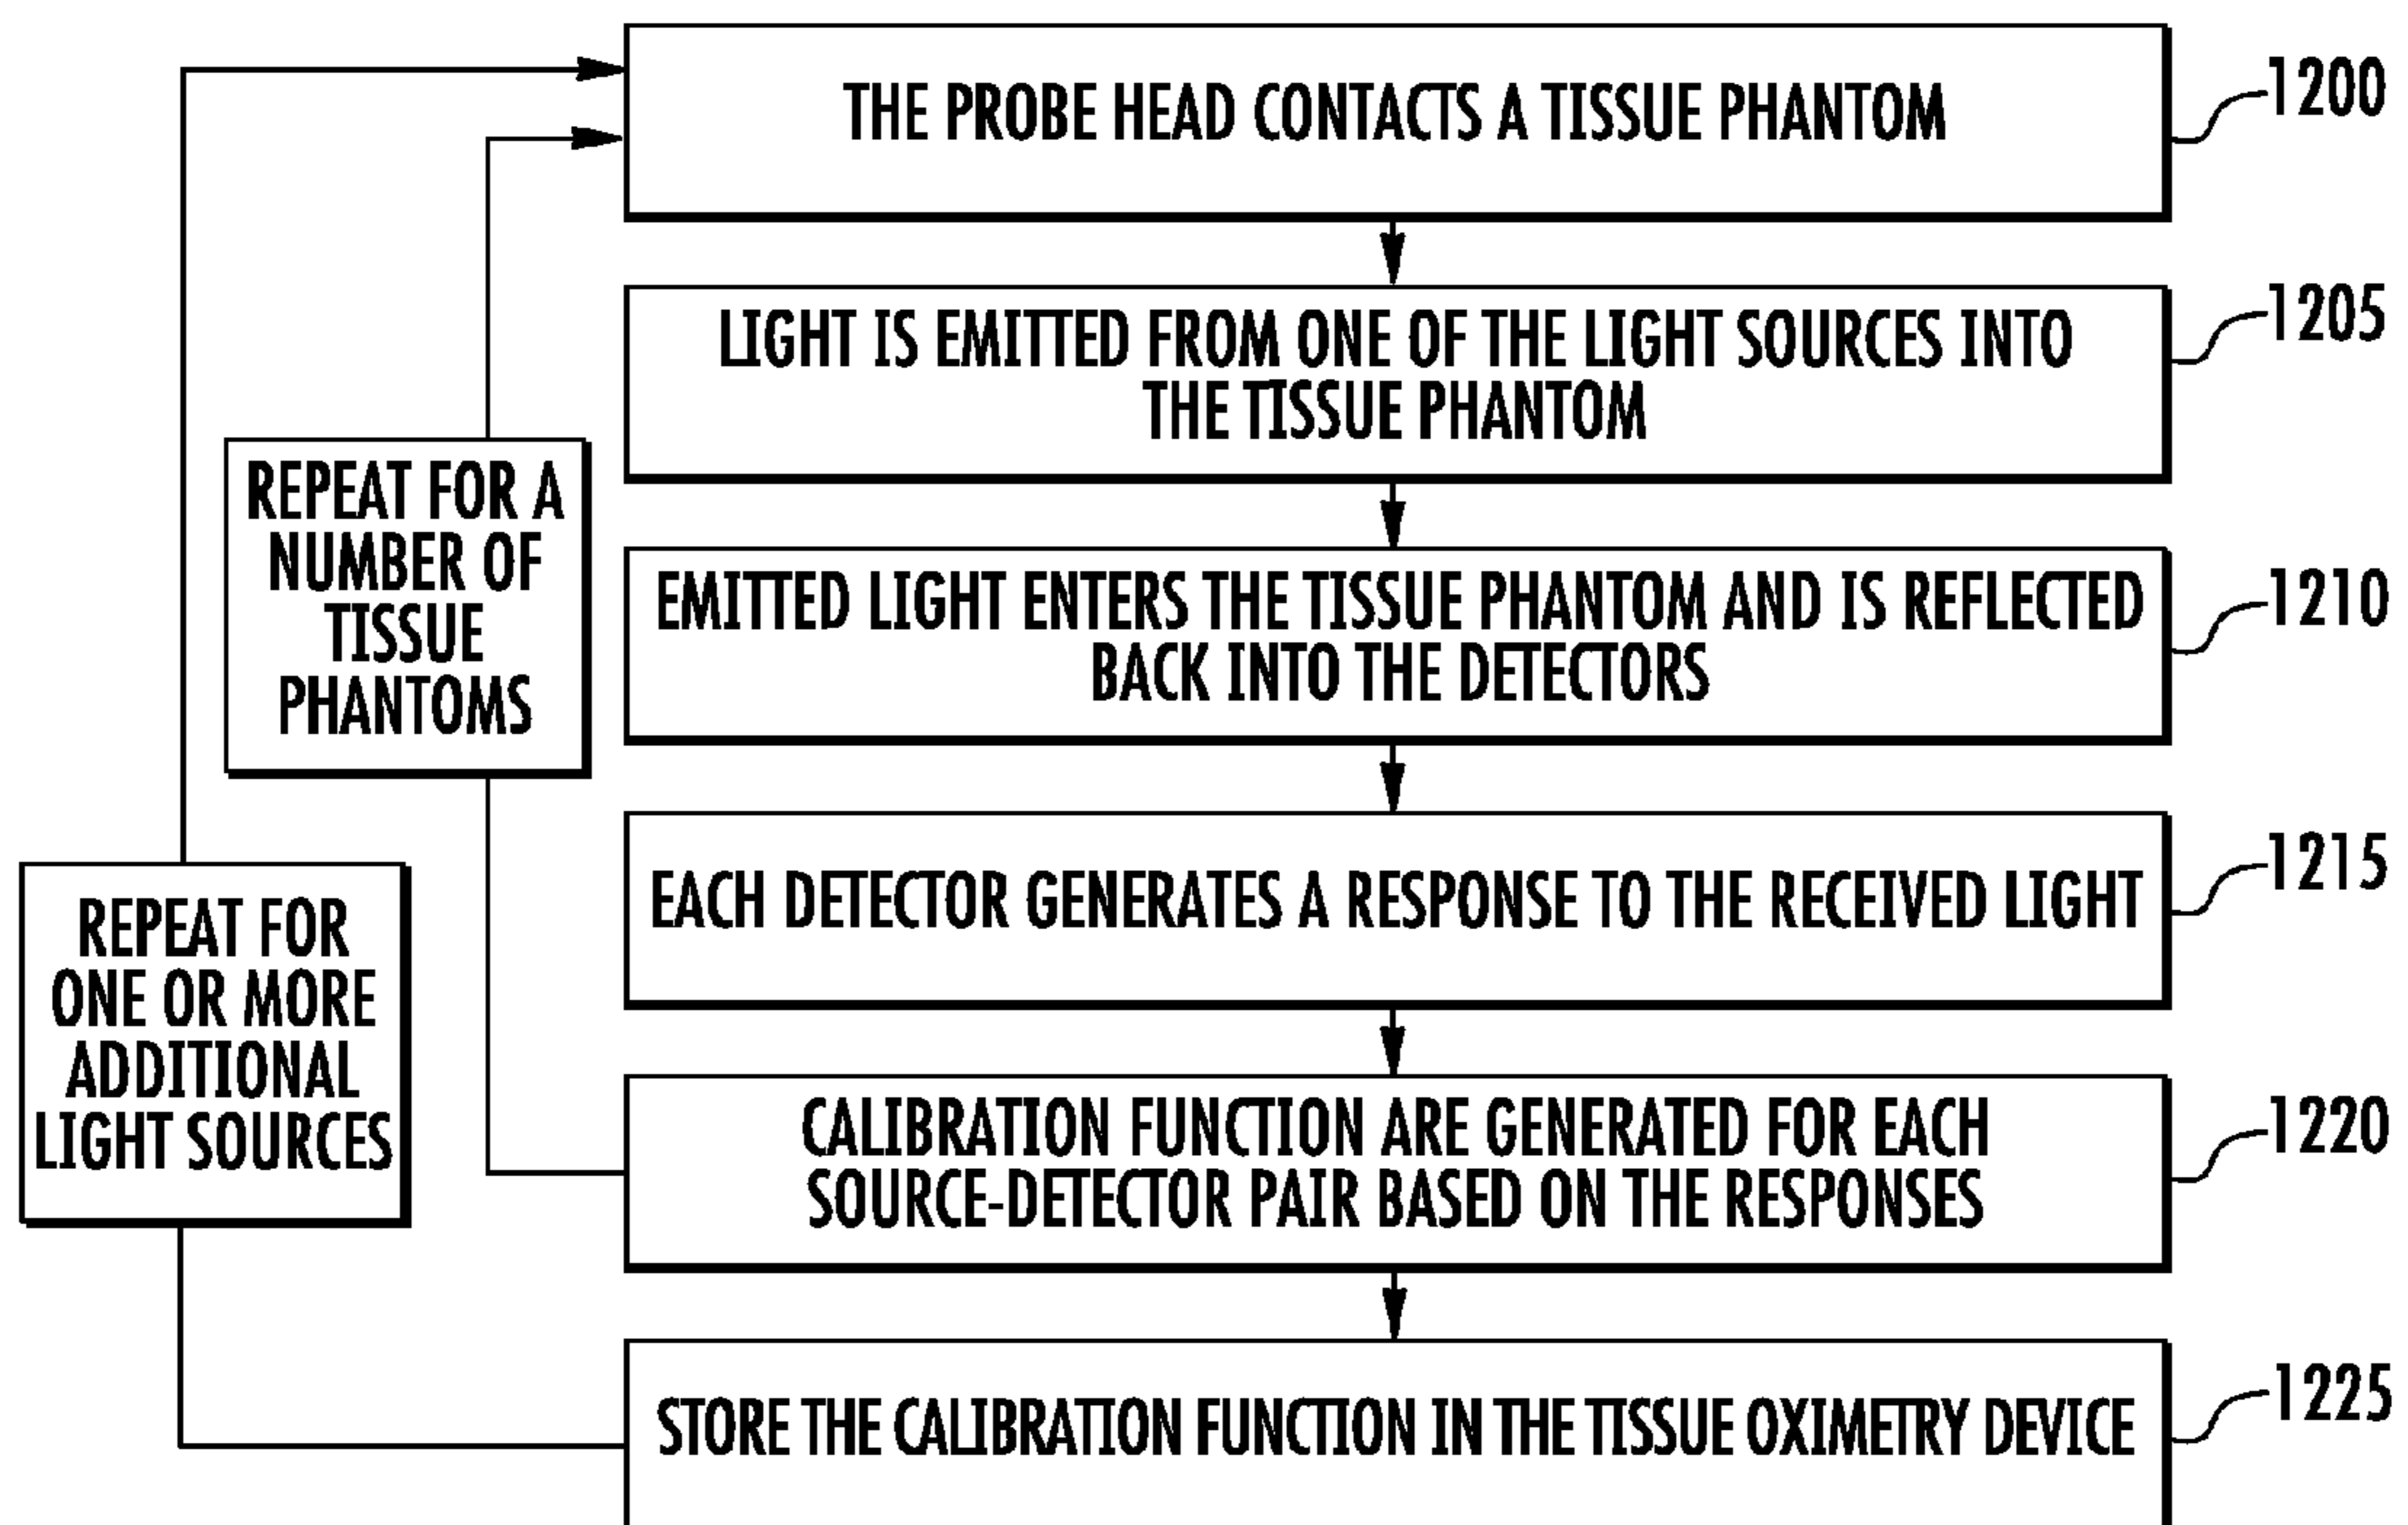 THE PROBE HEAD CONTACTS A TISSUE PHANTOM
1200
LIGHT IS EMITTED FROM ONE OF THE LIGHT SOURCES INTO
THE TISSUE PHANTOM
1205
EMITTED LIGHT ENTERS THE TISSUE PHANTOM AND IS REFLECTED
BACK INTO THE DETECTORS
1210
EACH DETECTOR GENERATES A RESPONSE TO THE RECEIVED LIGHT
1215
CALIBRATION FUNCTION ARE GENERATED FOR EACH
SOURCE-DETECTOR PAIR BASED ON THE RESPONSES
1220
STORE THE CALIBRATION FUNCTION IN THE TISSUE OXIMETRY DEVICE
1225
REPEAT FOR A
NUMBER OF
TISSUE
PHANTOMS
REPEAT FOR
ONE OR MORE
ADDITIONAL
LIGHT SOURCES